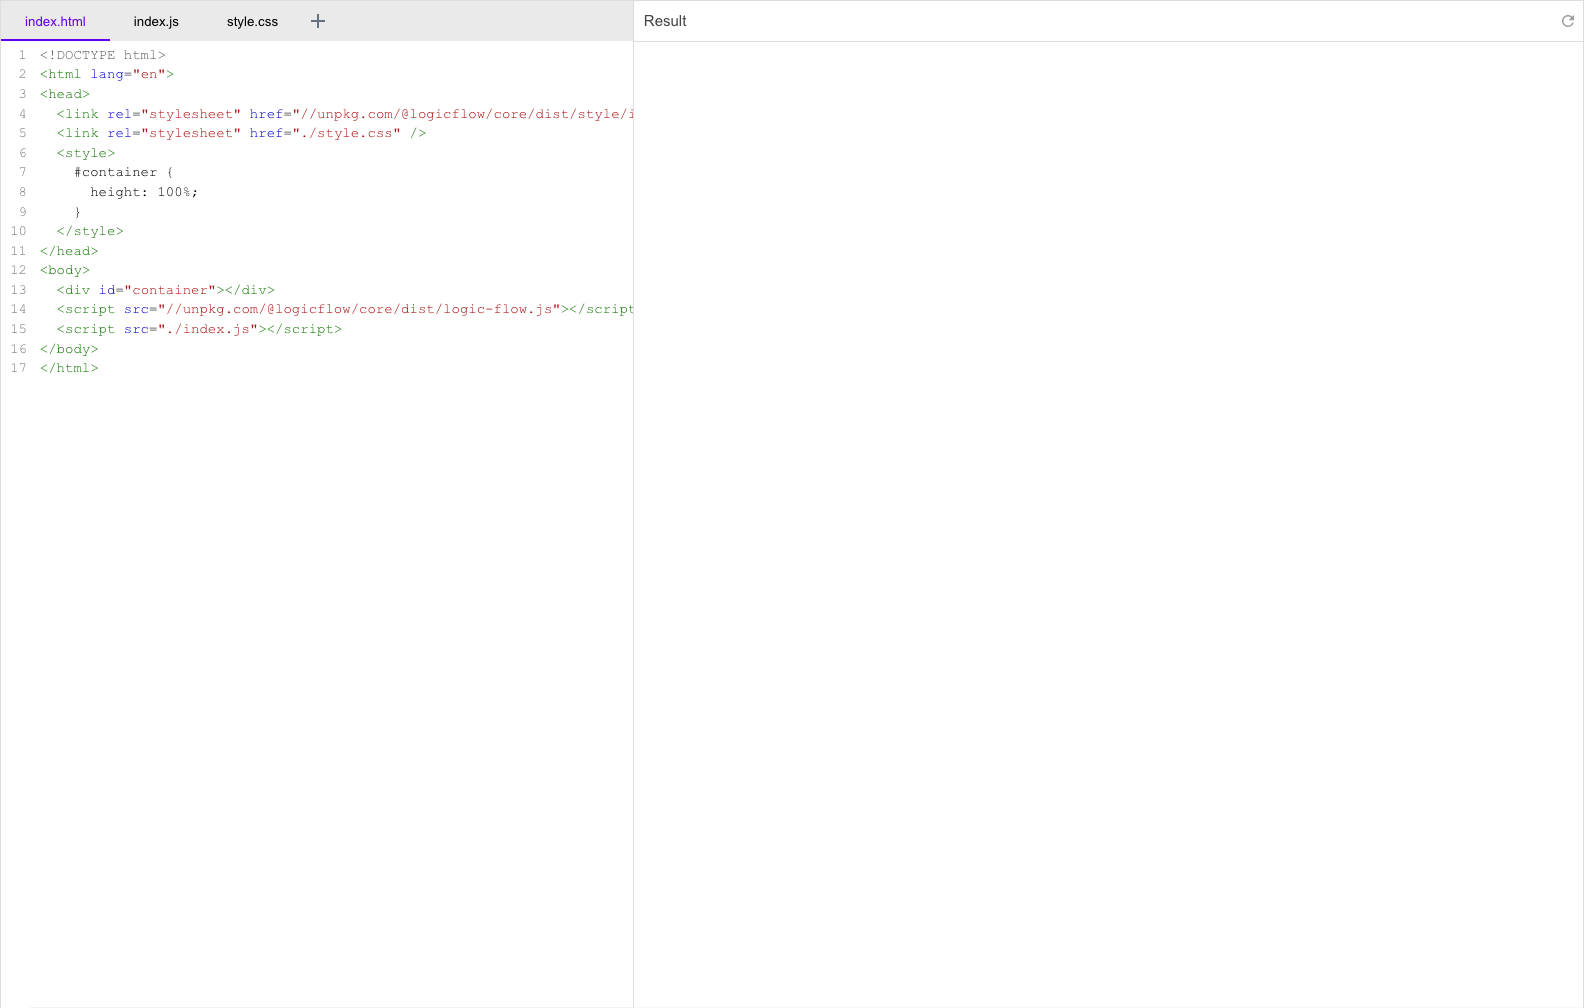 index.html index.js style.css
Result
1 <!DOCTYPE html>
2 <html lang="en">
3 <head>
4   <link rel="stylesheet" href="//unpkg.com/@logicflow/core/dist/style/i
5   <link rel="stylesheet" href="./style.css" />
6   <style>
7     #container {
8       height: 100%;
9     }
10   </style>
11 </head>
12 <body>
13   <div id="container"></div>
14   <script src="//unpkg.com/@logicflow/core/dist/logic-flow.js"></script
15   <script src="./index.js"></script>
16 </body>
17 </html>